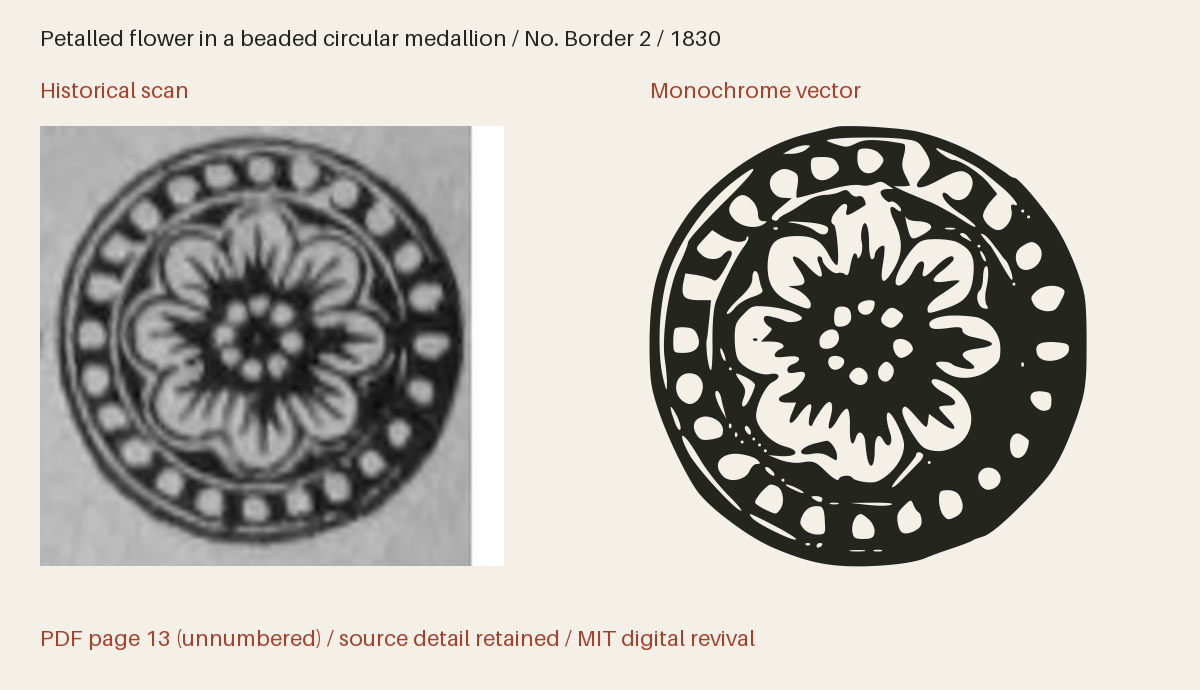 Petalled flower in a beaded circular medallion / No. Border 2 / 1830
Historical scan
Monochrome vector
PDF page 13 (unnumbered) / source detail retained / MIT digital revival